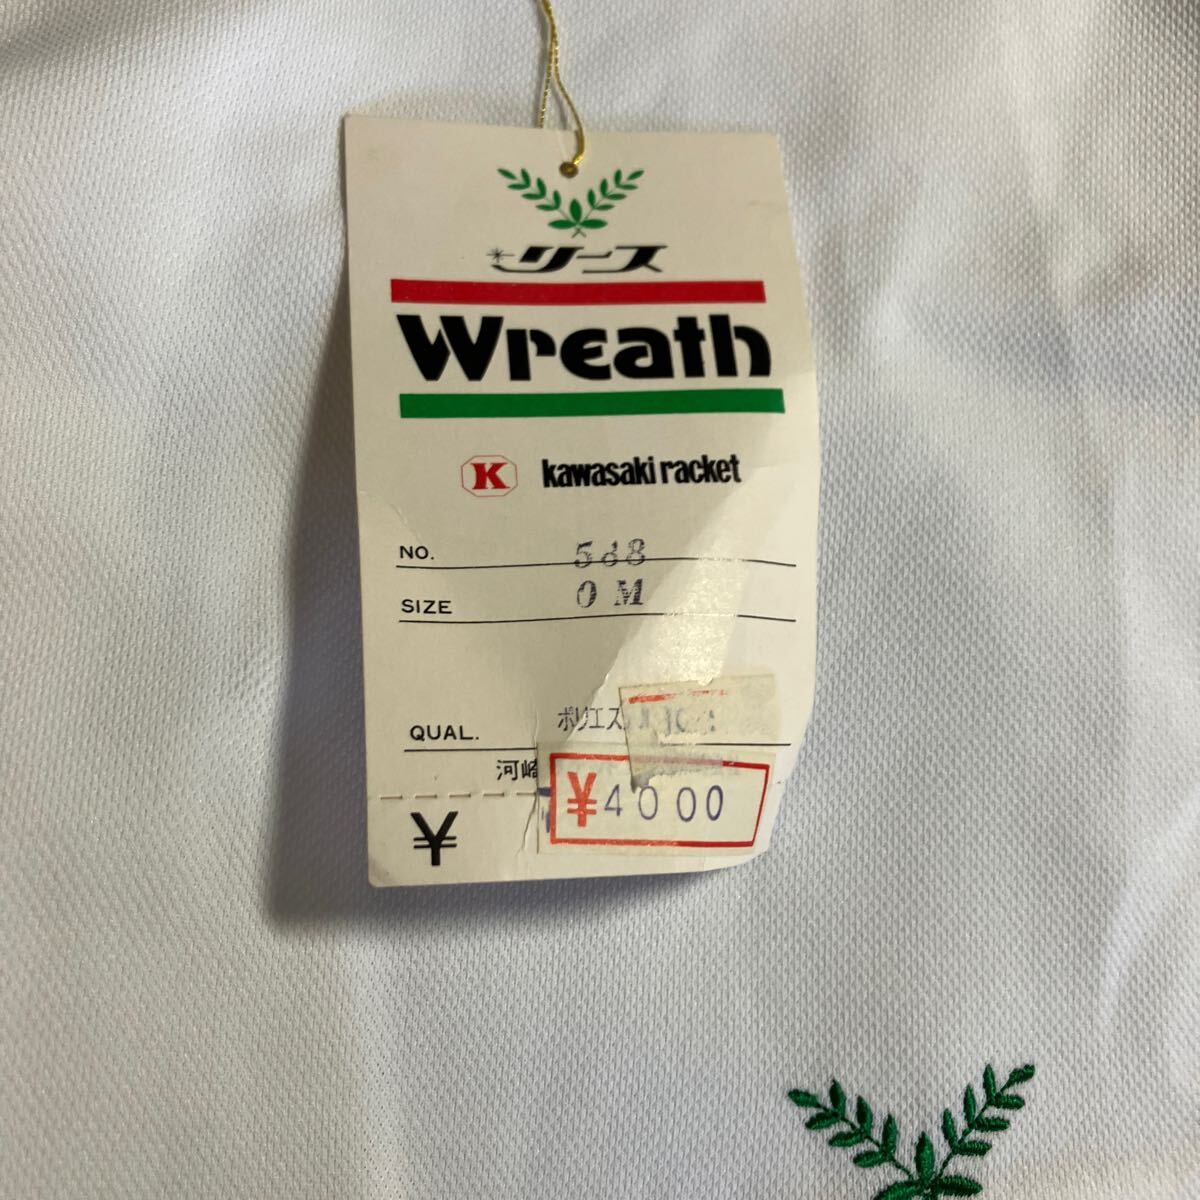 リース
Wreath
K kawasaki racket
NO. 588
SIZE O M
QUAL. ポリエス
河崎
¥
¥4000